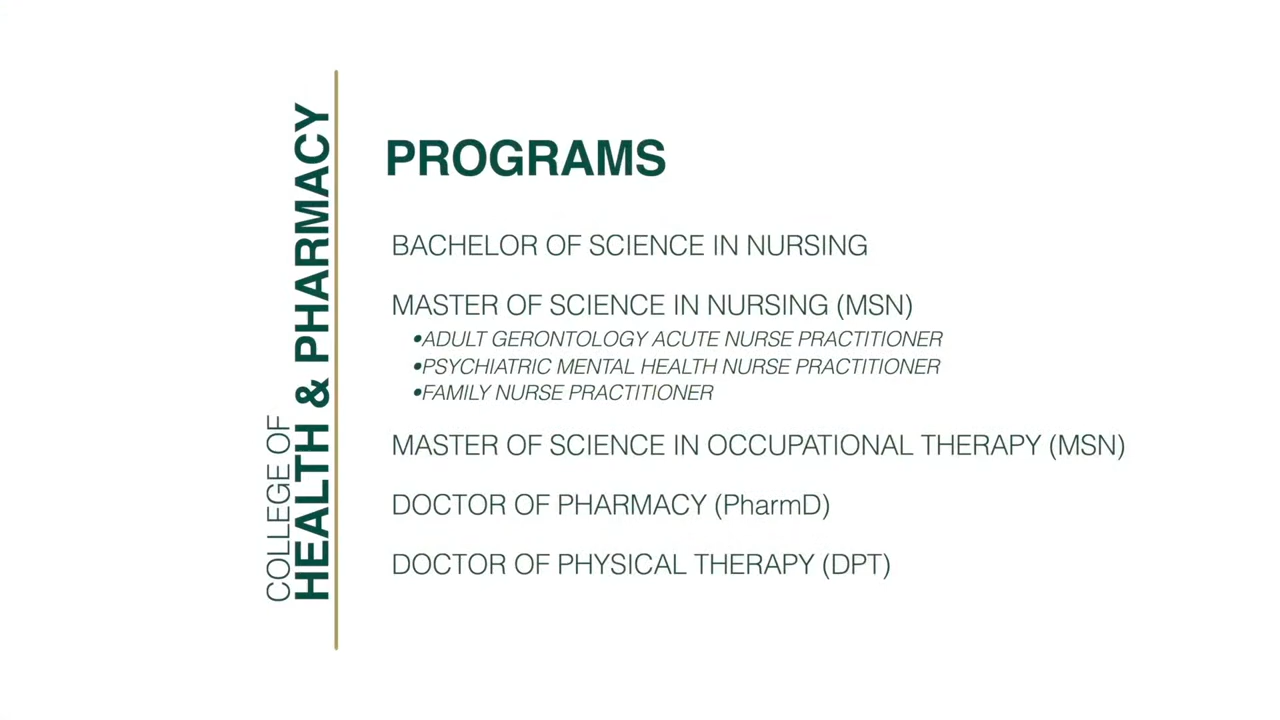 COLLEGE OF
HEALTH & PHARMACY
PROGRAMS
BACHELOR OF SCIENCE IN NURSING
MASTER OF SCIENCE IN NURSING (MSN)
•ADULT GERONTOLOGY ACUTE NURSE PRACTITIONER
•PSYCHIATRIC MENTAL HEALTH NURSE PRACTITIONER
•FAMILY NURSE PRACTITIONER
MASTER OF SCIENCE IN OCCUPATIONAL THERAPY (MSN)
DOCTOR OF PHARMACY (PharmD)
DOCTOR OF PHYSICAL THERAPY (DPT)